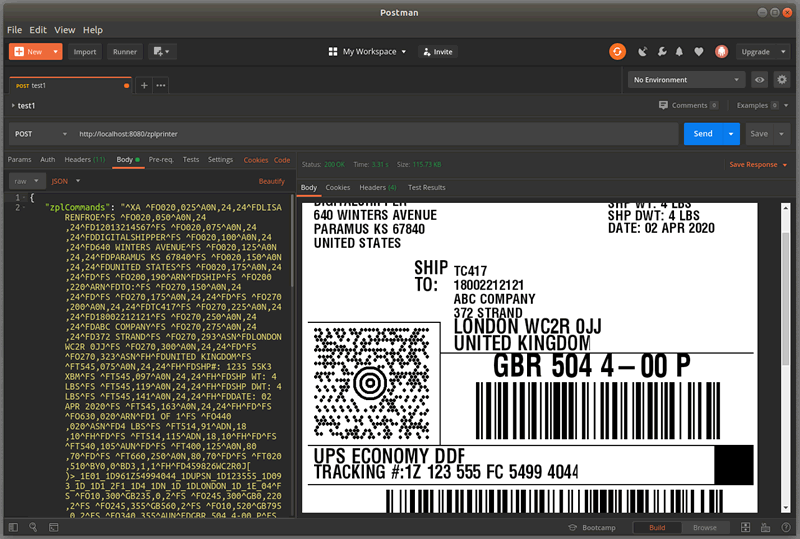 Postman
File Edit View Help
New Import Runner My Workspace Invite Upgrade
POST test1 No Environment
test1 Comments 0 Examples 0
POST http://localhost:8080/zplprinter Send Save
Params Auth Headers (11) Body Pre-req. Tests Settings Cookies Code
Status: 200 OK Time: 3.31 s Size: 115.73 KB Save Response
raw JSON Beautify
Body Cookies Headers (4) Test Results
1 {
2 "zplCommands": "^XA ^FO020,025^A0N,24,24^FDLISA
RENFROE^FS ^FO020,050^A0N,24
,24^FD12013214567^FS ^FO020,075^A0N,24
,24^FDDIGITALSHIPPER^FS ^FO020,100^A0N,24
,24^FD640 WINTERS AVENUE^FS ^FO020,125^A0N
,24,24^FDPARAMUS KS 67840^FS ^FO020,150^A0N
,24,24^FDUNITED STATES^FS ^FO020,175^A0N,24
,24^FD^FS ^FO200,190^ARN^FDSHIP^FS ^FO200
,220^ARN^FDTO:^FS ^FO270,150^A0N,24
,24^FD^FS ^FO270,175^A0N,24,24^FD^FS ^FO270
,200^A0N,24,24^FDTC417^FS ^FO270,225^A0N,24
,24^FD18002212121^FS ^FO270,250^A0N,24
,24^FDABC COMPANY^FS ^FO270,275^A0N,24
,24^FD372 STRAND^FS ^FO270,293^ASN^FDLONDON
WC2R 0JJ^FS ^FO270,300^A0N,24,24^FD^FS
^FO270,323^ASN^FH^FDUNITED KINGDOM^FS
^FT545,075^A0N,24,24^FH^FDSHP#: 1235 55K3
XBM^FS ^FT545,097^A0N,24,24^FH^FDSHP WT: 4
LBS^FS ^FT545,119^A0N,24,24^FH^FDSHP DWT: 4
LBS^FS ^FT545,141^A0N,24,24^FH^FDDATE: 02
APR 2020^FS ^FT545,163^A0N,24,24^FH^FD^FS
^FO630,020^ARN^FD1 OF 1^FS ^FO440
,020^ASN^FD4 LBS^FS ^FT514,91^ADN,18
,10^FH^FD^FS ^FT514,115^ADN,18,10^FH^FD^FS
^FT540,105^AUN^FD^FS ^FT400,125^A0N,80
,70^FD^FS ^FT660,250^A0N,80,70^FD^FS ^FT020
,510^BY0,0^BD3,1,1^FH^FD459826WC2R0J[
)>_1E01_1D961Z54994044_1DUPSN_1D123555_1D09
3_1D_1D1_2F1_1D4_1DN_1D_1DLONDON_1D_1E_04^FS
^FO10,300^GB235,0,2^FS ^FO245,300^GB0,220
,2^FS ^FO245,355^GB560,2^FS ^FO10,520^GB795
,0,2^FS ^FO340,355^AUN^FDGBR 504 4-00 P^FS
DIGITALSHIPPER
640 WINTERS AVENUE
PARAMUS KS 67840
UNITED STATES
SHP WT: 4 LBS
SHP DWT: 4 LBS
DATE: 02 APR 2020
SHIP
TO:
TC417
18002212121
ABC COMPANY
372 STRAND
LONDON WC2R 0JJ
UNITED KINGDOM
GBR 504 4-00 P
UPS ECONOMY DDF
TRACKING #:1Z 123 555 FC 5499 4044
Bootcamp Build Browse